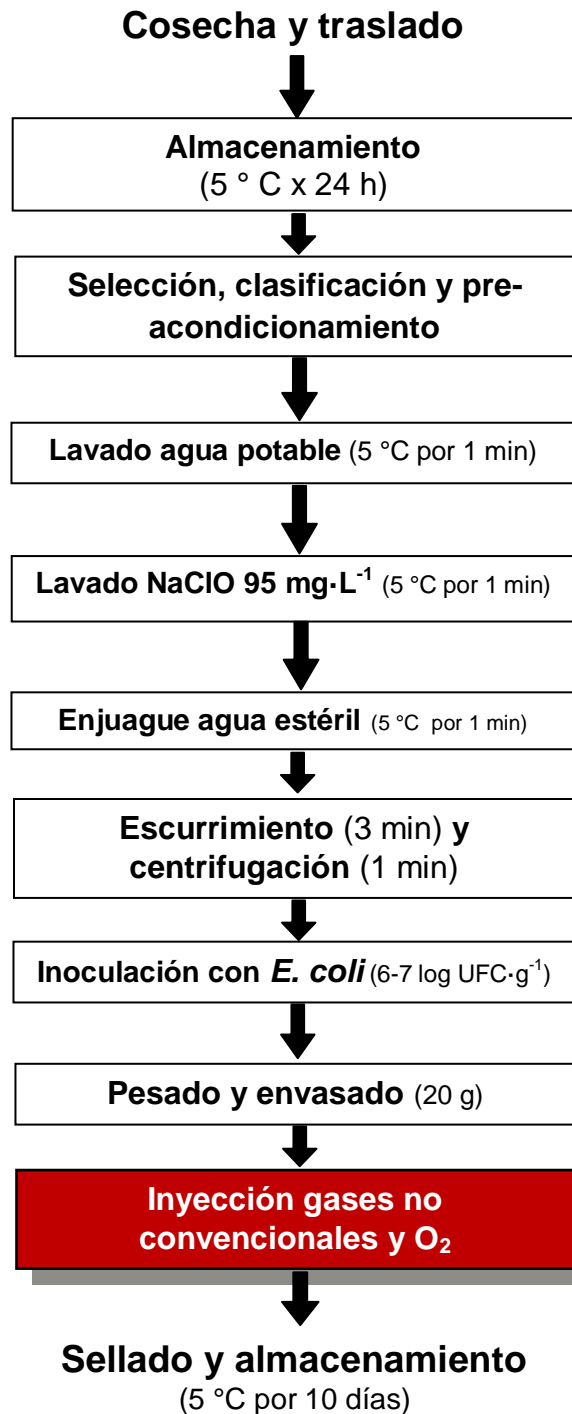 Cosecha y traslado
Almacenamiento
(5 ° C x 24 h)
Selección, clasificación y pre-
acondicionamiento
Lavado agua potable (5 °C por 1 min)
Lavado NaClO 95 mg·L⁻¹ (5 °C por 1 min)
Enjuague agua estéril (5 °C por 1 min)
Escurrimiento (3 min) y
centrifugación (1 min)
Inoculación con E. coli (6-7 log UFC·g⁻¹)
Pesado y envasado (20 g)
Inyección gases no
convencionales y O₂
Sellado y almacenamiento
(5 °C por 10 días)